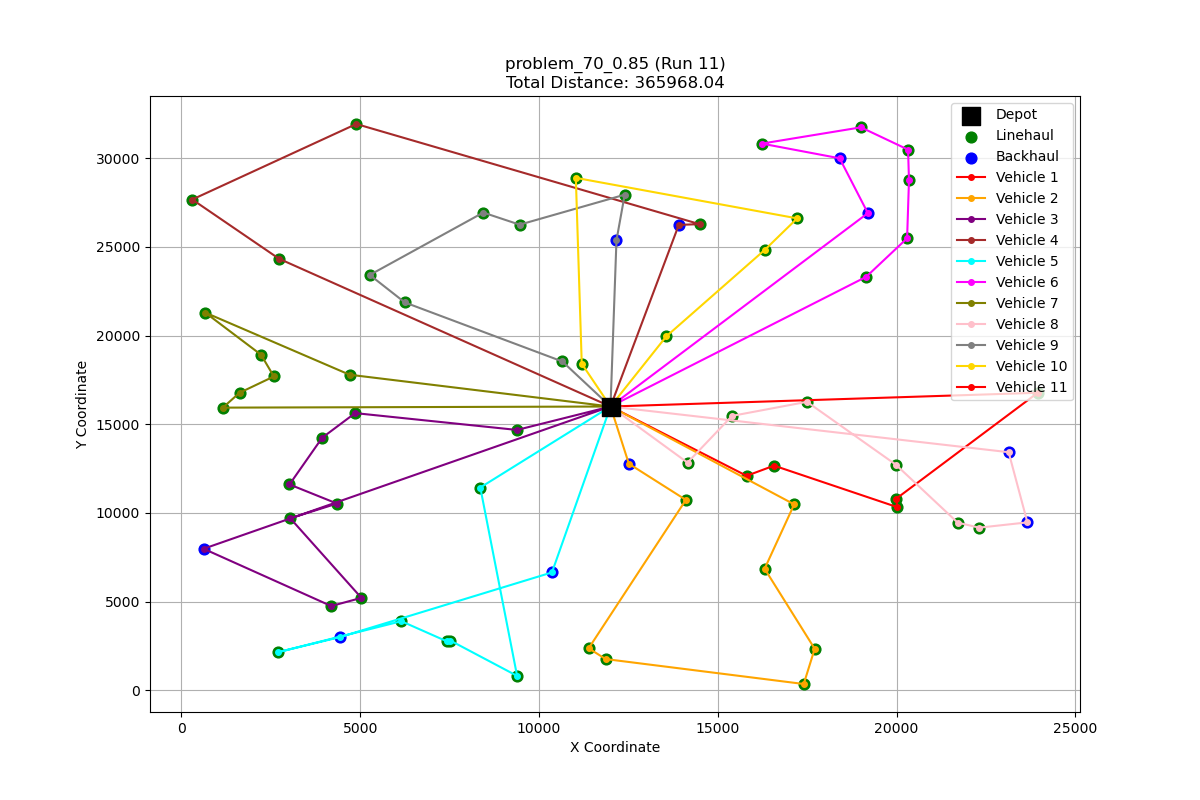 problem_70_0.85 (Run 11)
Total Distance: 365968.04
Depot
Linehaul
Backhaul
Vehicle 1
Vehicle 2
Vehicle 3
Vehicle 4
Vehicle 5
Vehicle 6
Vehicle 7
Vehicle 8
Vehicle 9
Vehicle 10
Vehicle 11
30000
25000
20000
15000
10000
5000
0
Y Coordinate
0 5000 10000 15000 20000 25000
X Coordinate